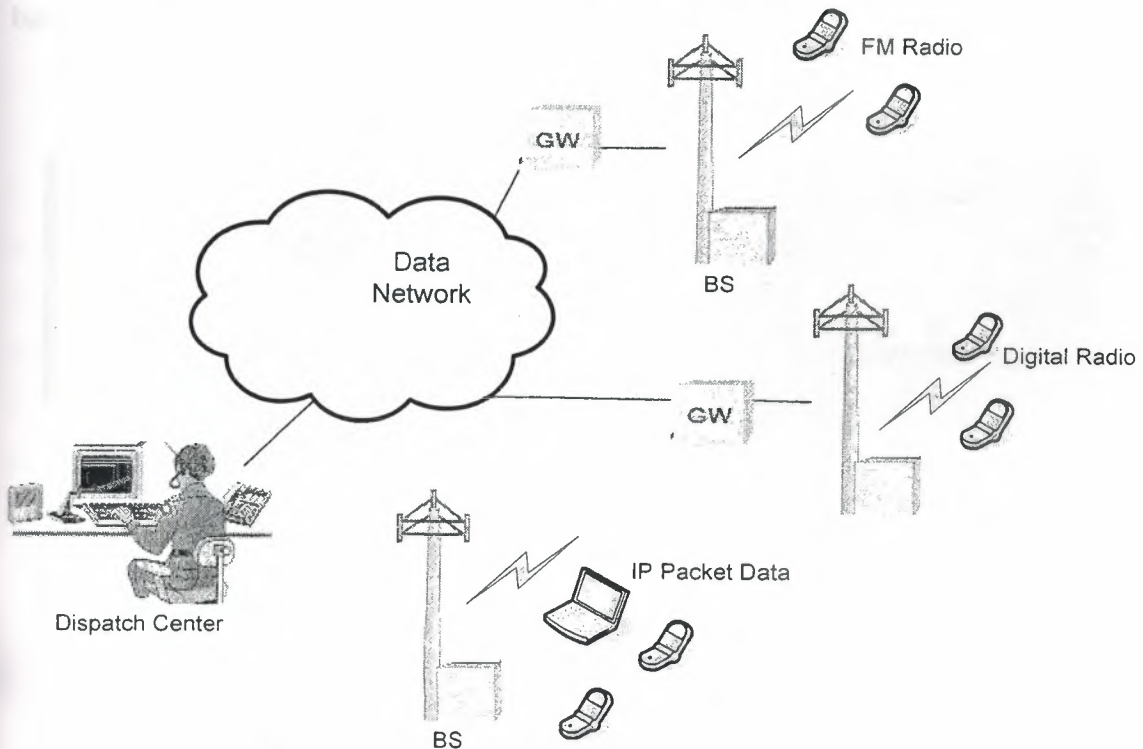 FM Radio
GW
Data
Network
BS
Digital Radio
GW
IP Packet Data
Dispatch Center
BS